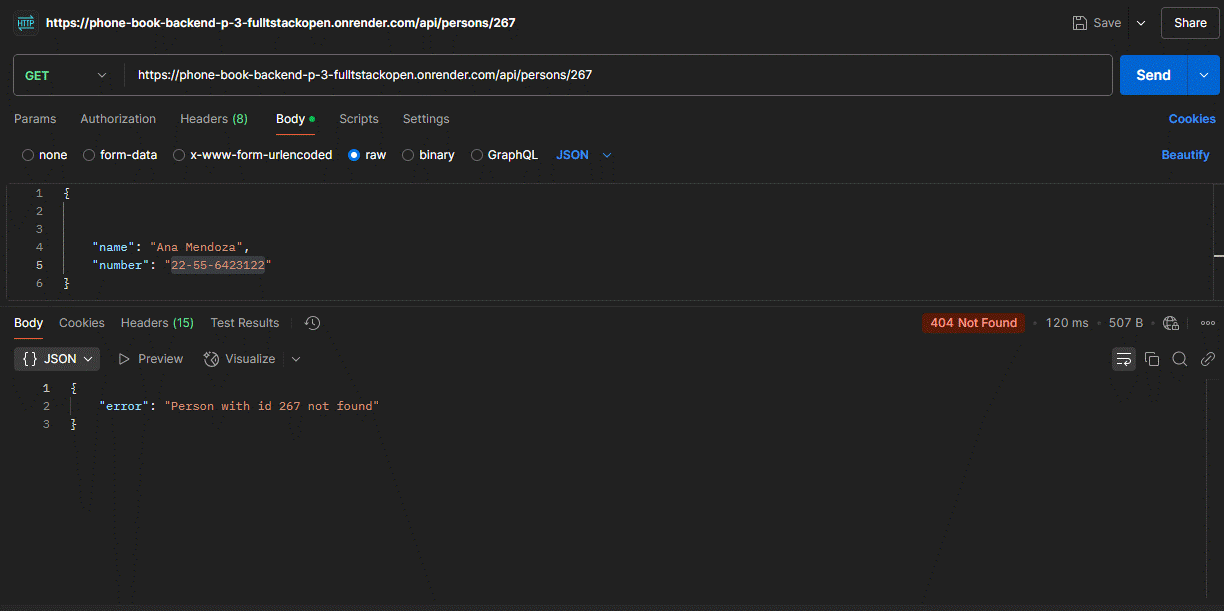 HTTP https://phone-book-backend-p-3-fulltstackopen.onrender.com/api/persons/267 Save Share
GET https://phone-book-backend-p-3-fulltstackopen.onrender.com/api/persons/267 Send
Params Authorization Headers (8) Body Scripts Settings Cookies
none form-data x-www-form-urlencoded raw binary GraphQL JSON Beautify
1 {
2
3
4 "name": "Ana Mendoza",
5 "number": "22-55-6423122"
6 }
Body Cookies Headers (15) Test Results 404 Not Found 120 ms 507 B
{} JSON Preview Visualize
1 {
2 "error": "Person with id 267 not found"
3 }